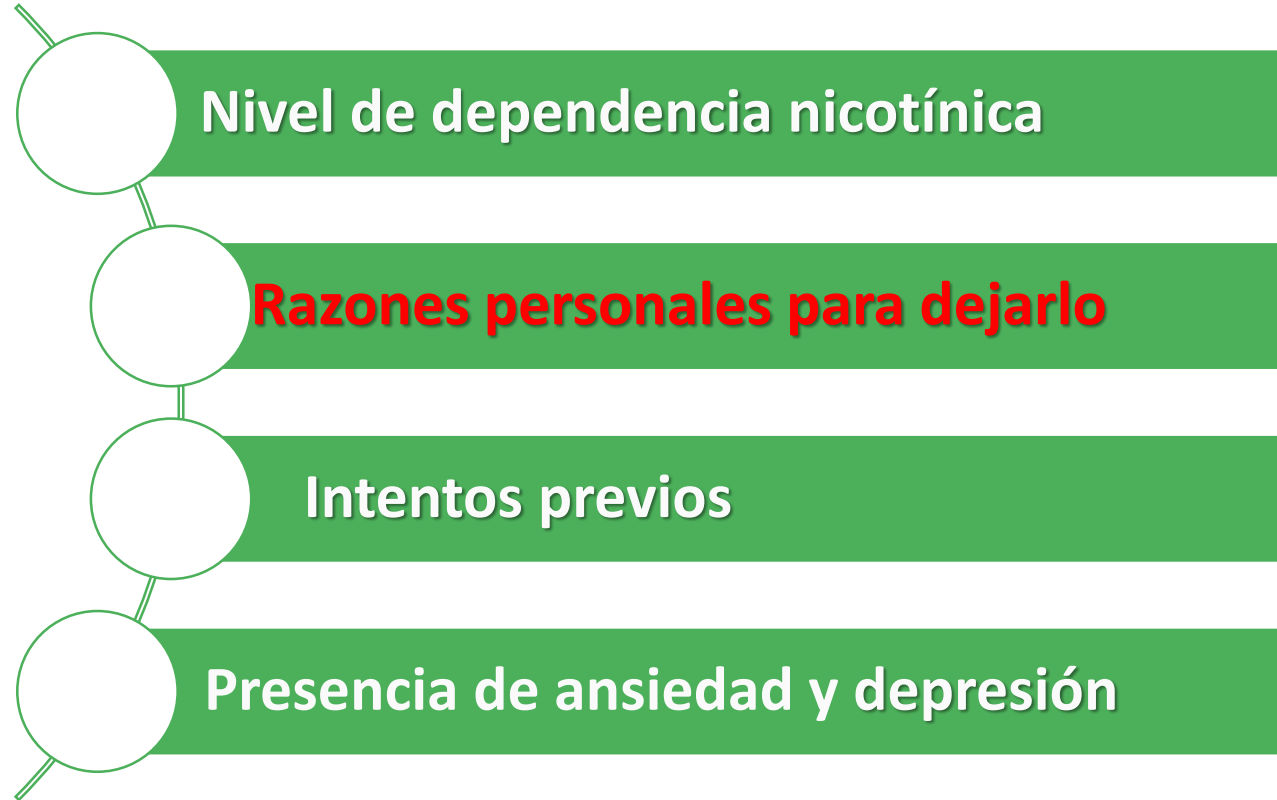 Nivel de dependencia nicotínica
Razones personales para dejarlo
Intentos previos
Presencia de ansiedad y depresión